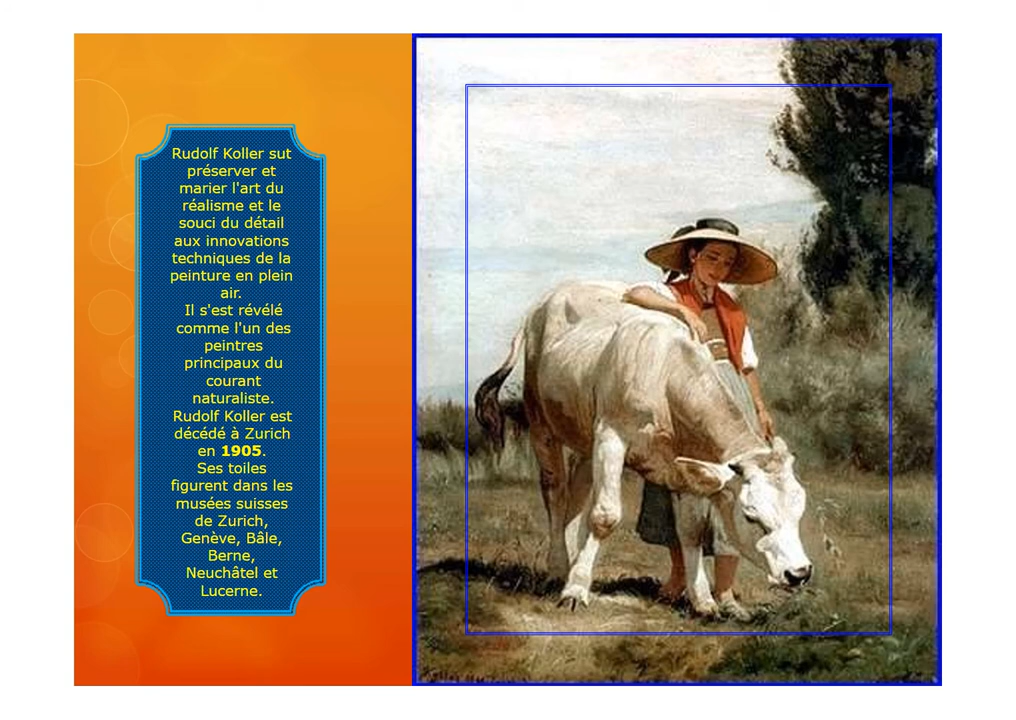 Rudolf Koller sut
préserver et
marier l'art du
réalisme et le
souci du détail
aux innovations
techniques de la
peinture en plein
air.
Il s'est révélé
comme l'un des
peintres
principaux du
courant
naturaliste.
Rudolf Koller est
décédé à Zurich
en 1905.
Ses toiles
figurent dans les
musées suisses
de Zurich,
Genève, Bâle,
Berne,
Neuchâtel et
Lucerne.